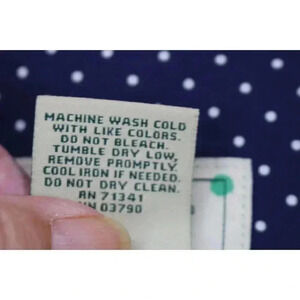 MACHINE WASH COLD
WITH LIKE COLORS.
DO NOT BLEACH.
TUMBLE DRY LOW,
REMOVE PROMPTLY.
COOL IRON IF NEEDED.
DO NOT DRY CLEAN.
RN 71341
03790